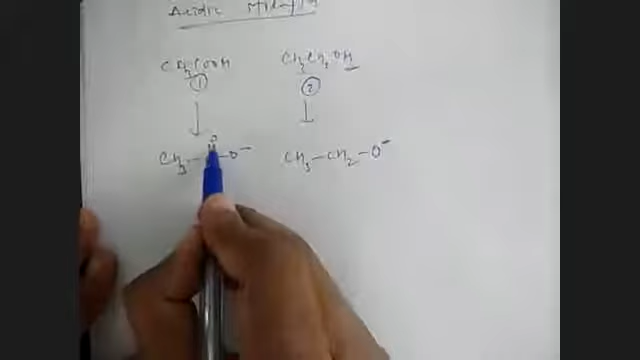 Acidic
CH3COOH CH3CH2OH
1 2
O
CH3- -O- CH3-CH2-O-